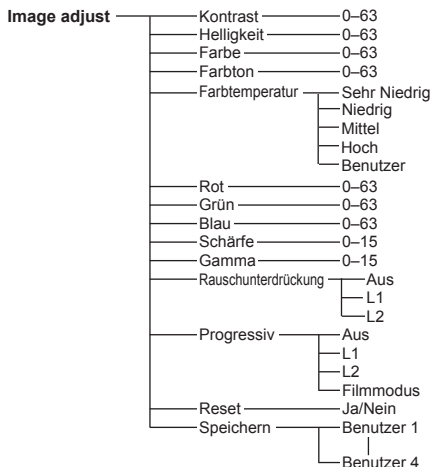 Image adjust Kontrast 0–63
Helligkeit 0–63
Farbe 0–63
Farbton 0–63
Farbtemperatur Sehr Niedrig
Niedrig
Mittel
Hoch
Benutzer
Rot 0–63
Grün 0–63
Blau 0–63
Schärfe 0–15
Gamma 0–15
Rauschunterdrückung Aus
L1
L2
Progressiv Aus
L1
L2
Filmmodus
Reset Ja/Nein
Speichern Benutzer 1
Benutzer 4